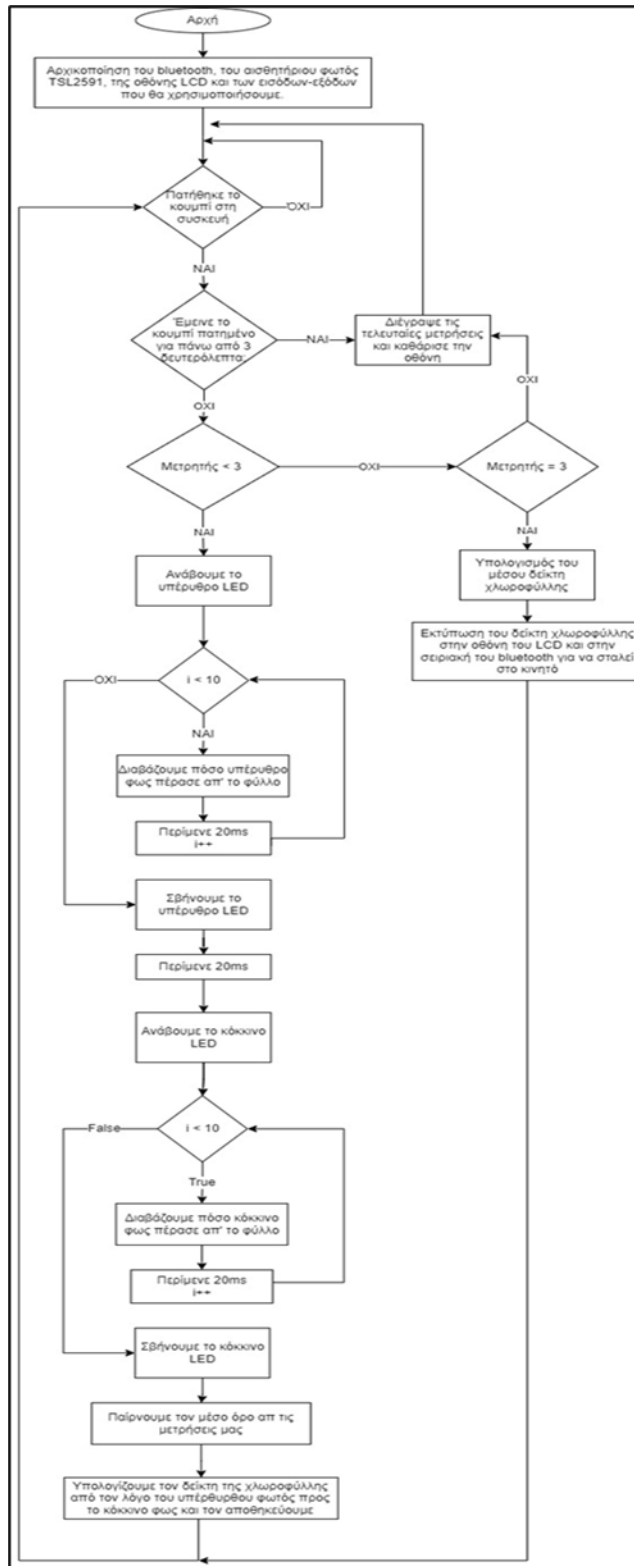 Αρχή
Αρχικοποίηση του bluetooth, του αισθητήριου φωτός
TSL2591, της οθόνης LCD και των εισόδων-εξόδων
που θα χρησιμοποιήσουμε.
Πατήθηκε το
κουμπί στη
συσκευή
ΌΧΙ
ΝΑΙ
Έμεινε το
κουμπί πατημένο
για πάνω από 3
δευτερόλεπτα;
ΝΑΙ
Διέγραψε τις
τελευταίες μετρήσεις
και καθάρισε την
οθόνη
ΟΧΙ
ΟΧΙ
Μετρητής < 3
ΟΧΙ
Μετρητής = 3
ΝΑΙ
ΝΑΙ
Ανάβουμε το
υπέρυθρο LED
Υπολογισμός του
μέσου δείκτη
χλωροφύλλης
Εκτύπωση του δείκτη χλωροφύλλης
στην οθόνη του LCD και στην
σειριακή του bluetooth για να σταλεί
στο κινητό
ΟΧΙ
i < 10
ΝΑΙ
Διαβάζουμε πόσο υπέρυθρο
φως πέρασε απ' το φύλλο
Περίμενε 20ms
i++
Σβήνουμε το
υπέρυθρο LED
Περίμενε 20ms
Ανάβουμε το κόκκινο
LED
False
i < 10
True
Διαβάζουμε πόσο κόκκινο
φως πέρασε απ' το φύλλο
Περίμενε 20ms
i++
Σβήνουμε το κόκκινο
LED
Παίρνουμε τον μέσο όρο απ τις
μετρήσεις μας
Υπολογίζουμε τον δείκτη της χλωροφύλλης
από τον λόγο του υπέρθυρθου φωτός προς
το κόκκινο φως και τον αποθηκεύουμε